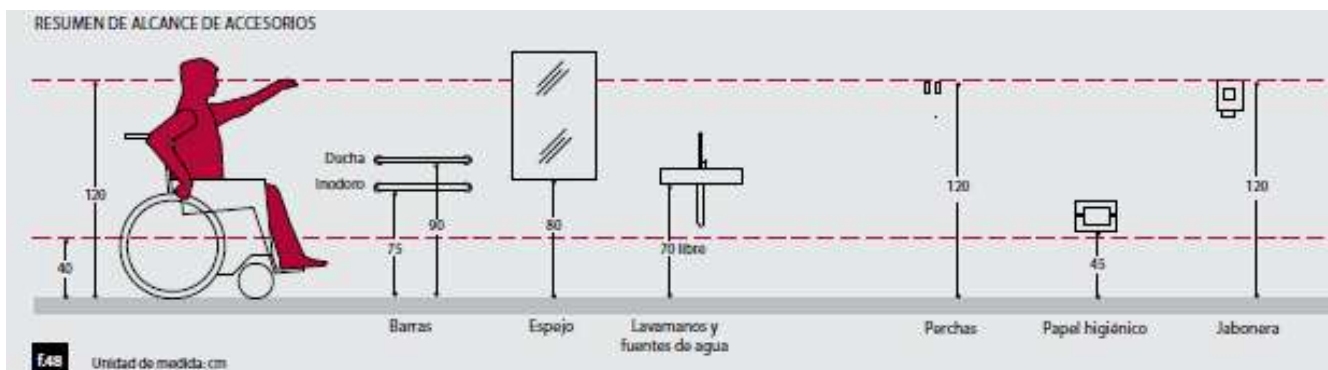 RESUMEN DE ALCANCE DE ACCESORIOS
Ducha
Inodoro
120
40
75
90
80
70 libre
120
45
120
Barras
Espejo
Lavamanos y
fuentes de agua
Perchas
Papel higiénico
Jabonera
f.48
Unidad de medida: cm